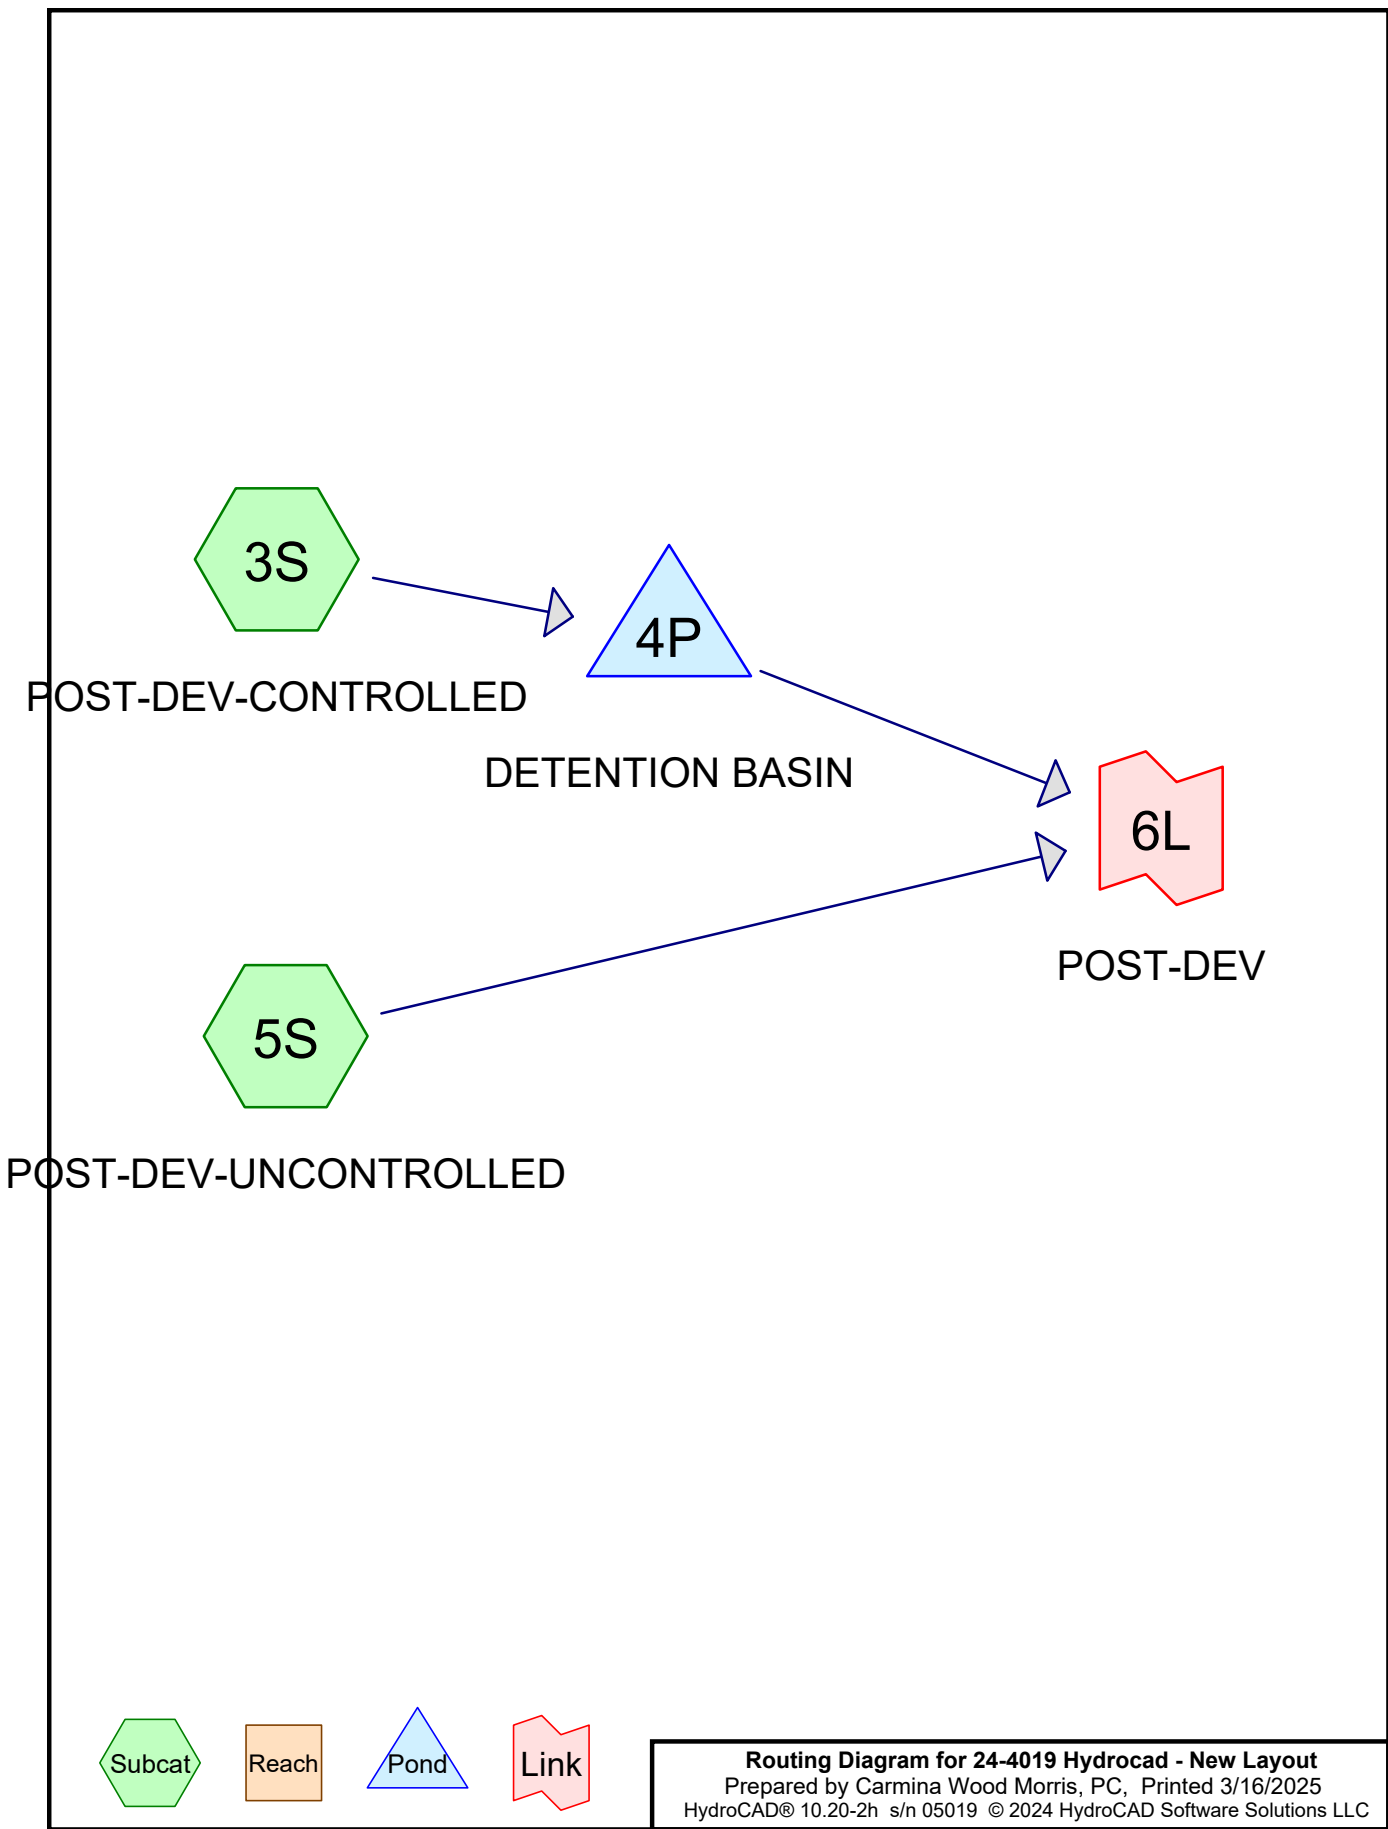 3S
POST-DEV-CONTROLLED
4P
DETENTION BASIN
6L
POST-DEV
5S
POST-DEV-UNCONTROLLED
Subcat
Reach
Pond
Link
Routing Diagram for 24-4019 Hydrocad - New Layout
Prepared by Carmina Wood Morris, PC, Printed 3/16/2025
HydroCAD® 10.20-2h s/n 05019 © 2024 HydroCAD Software Solutions LLC